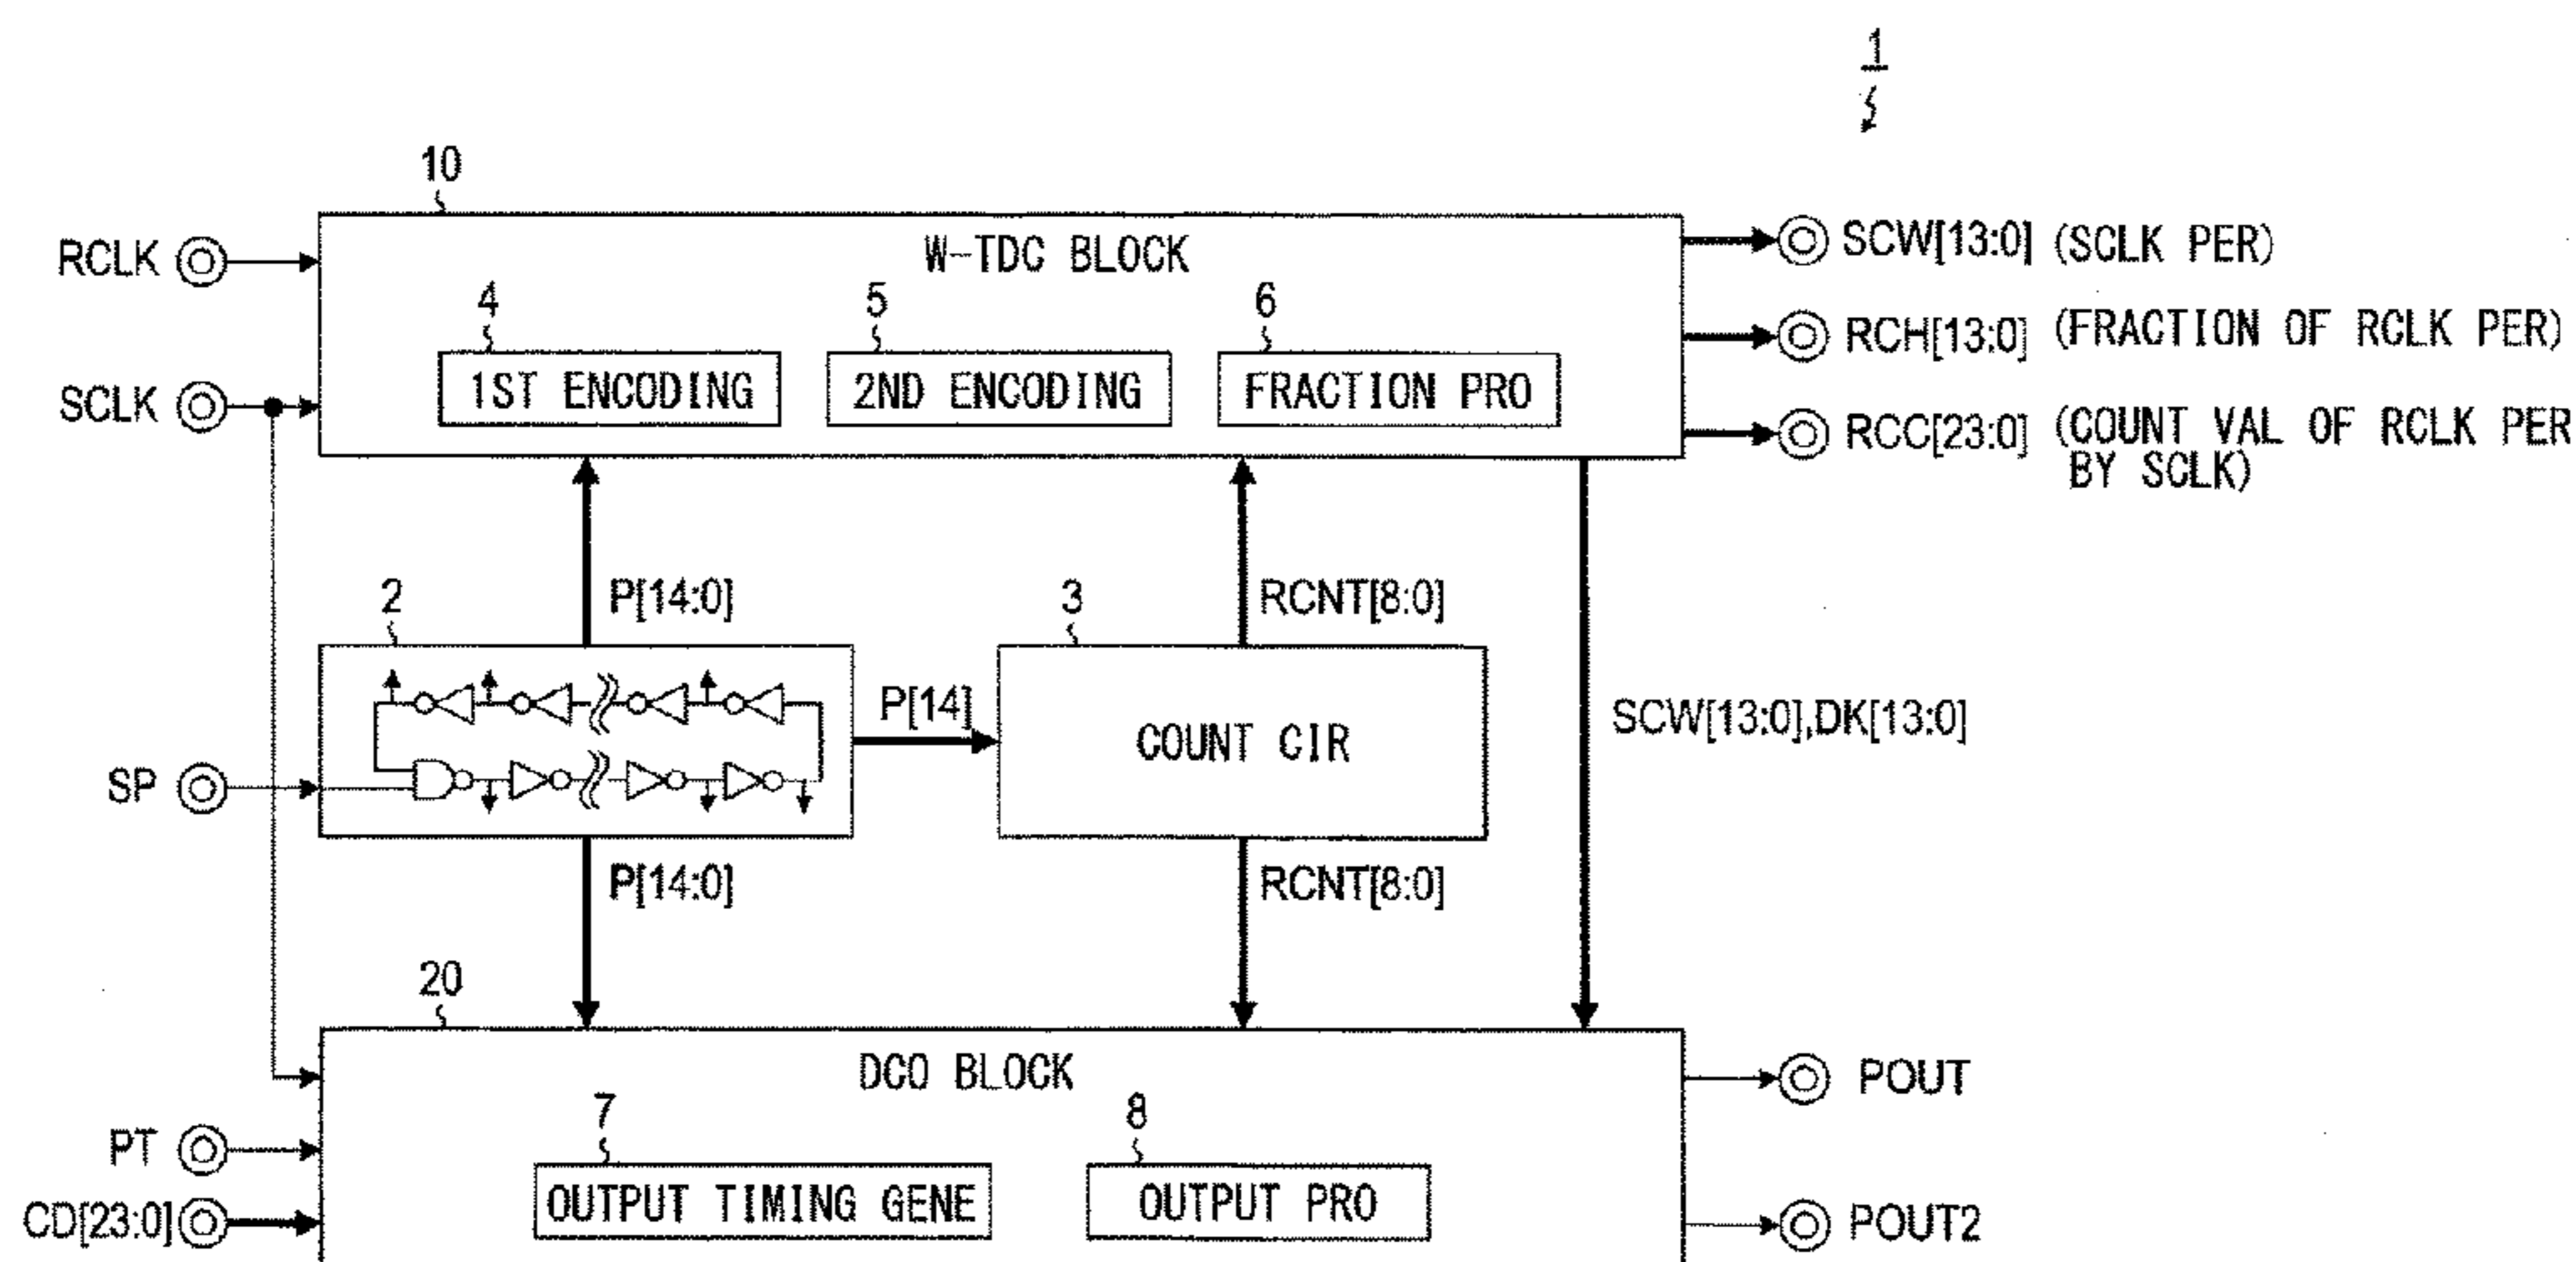 1
10
RCLK
W-TDC BLOCK
SCW[13:0] (SCLK PER)
4
5
6
RCH[13:0] (FRACTION OF RCLK PER)
SCLK
1ST ENCODING
2ND ENCODING
FRACTION PRO
RCC[23:0] (COUNT VAL OF RCLK PER
BY SCLK)
2
P[14:0]
3
RCNT[8:0]
P[14]
SCW[13:0],DK[13:0]
COUNT CIR
SP
P[14:0]
RCNT[8:0]
20
DCO BLOCK
POUT
7
8
PT
OUTPUT TIMING GENE
OUTPUT PRO
CD[23:0]
POUT2